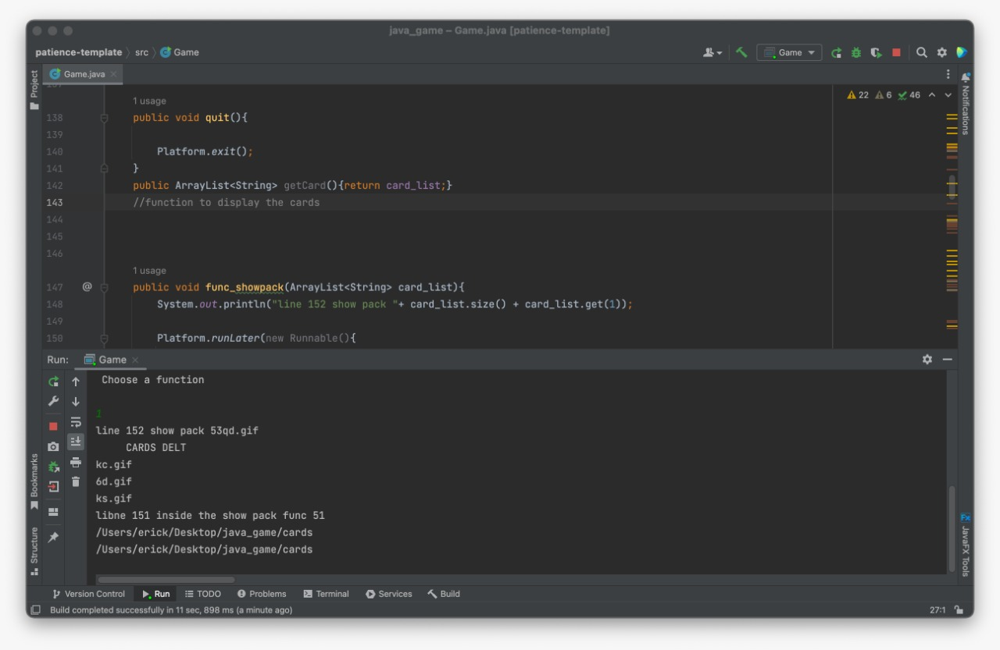 java_game – Game.java [patience-template]
patience-template 〉 src 〉 Game
Game
Project
Game.java
22 6 46
Notifications
137
1 usage
138 public void quit(){
139
140 Platform.exit();
141 }
142 public ArrayList<String> getCard(){return card_list;}
143 //function to display the cards
144
145
146
1 usage
147 @ public void func_showpack(ArrayList<String> card_list){
148 System.out.println("line 152 show pack "+ card_list.size() + card_list.get(1));
149
150 Platform.runLater(new Runnable(){
Run: Game
Choose a function
1
line 152 show pack 53qd.gif
CARDS DELT
kc.gif
6d.gif
ks.gif
libne 151 inside the show pack func 51
/Users/erick/Desktop/java_game/cards
/Users/erick/Desktop/java_game/cards
Bookmarks
Structure
Fx
JavaFX Tools
Version Control Run TODO Problems Terminal Services Build
Build completed successfully in 11 sec, 898 ms (a minute ago)
27:1